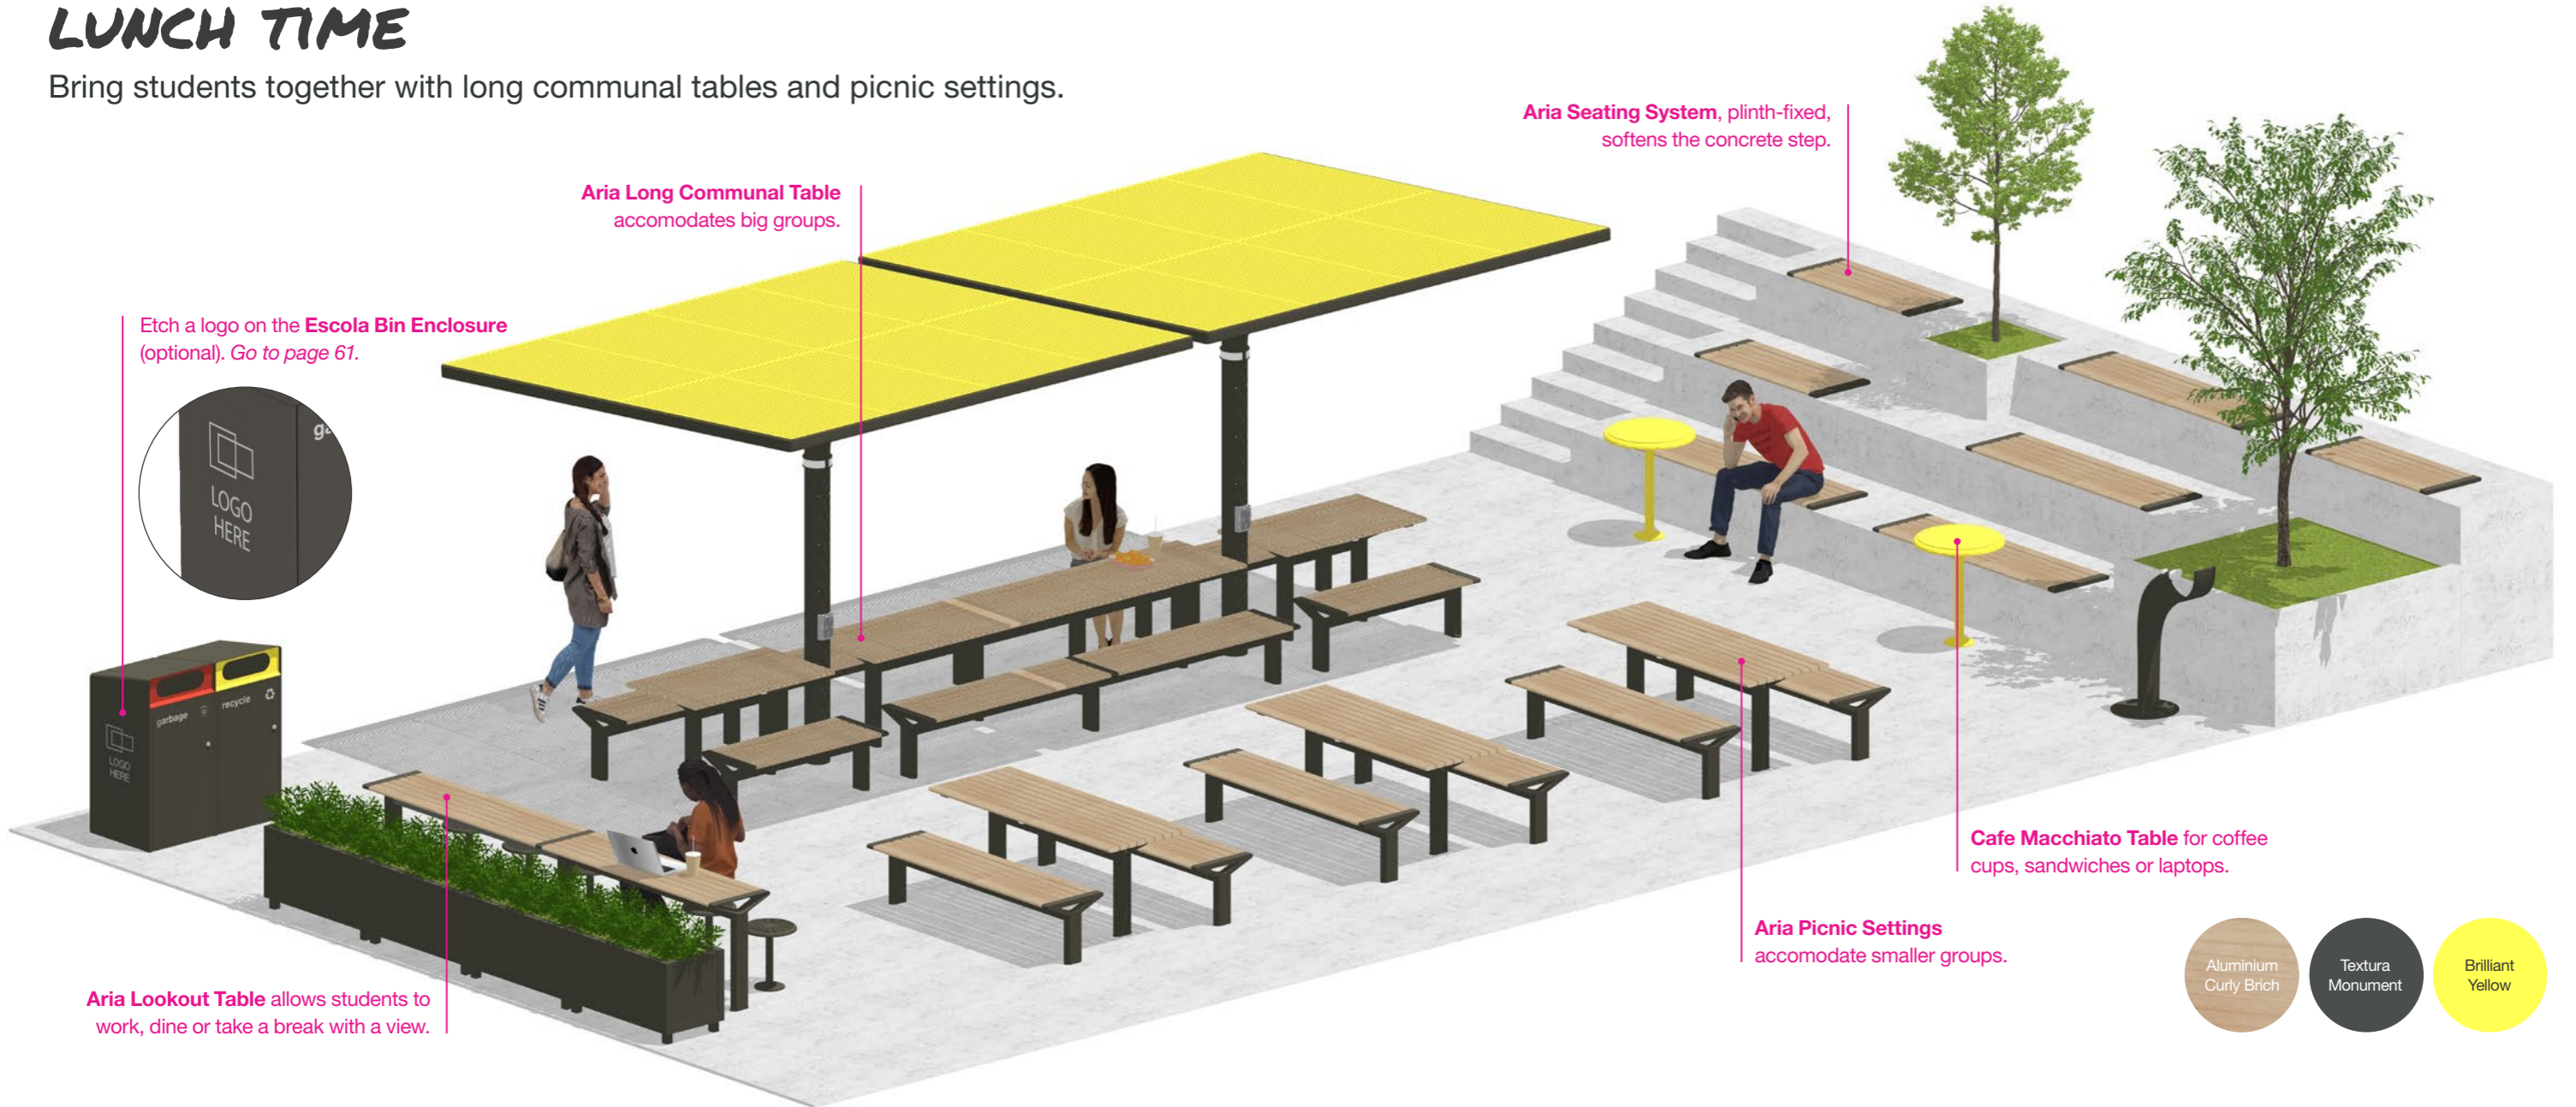 LUNCH TIME
Bring students together with long communal tables and picnic settings.
Aria Seating System, plinth-fixed,
softens the concrete step.
Aria Long Communal Table
accomodates big groups.
Etch a logo on the Escola Bin Enclosure
(optional). Go to page 61.
LOGO
HERE
garbage
recycle
LOGO
HERE
Cafe Macchiato Table for coffee
cups, sandwiches or laptops.
Aria Picnic Settings
accomodate smaller groups.
Aria Lookout Table allows students to
work, dine or take a break with a view.
Aluminium
Curly Brich
Textura
Monument
Brilliant
Yellow